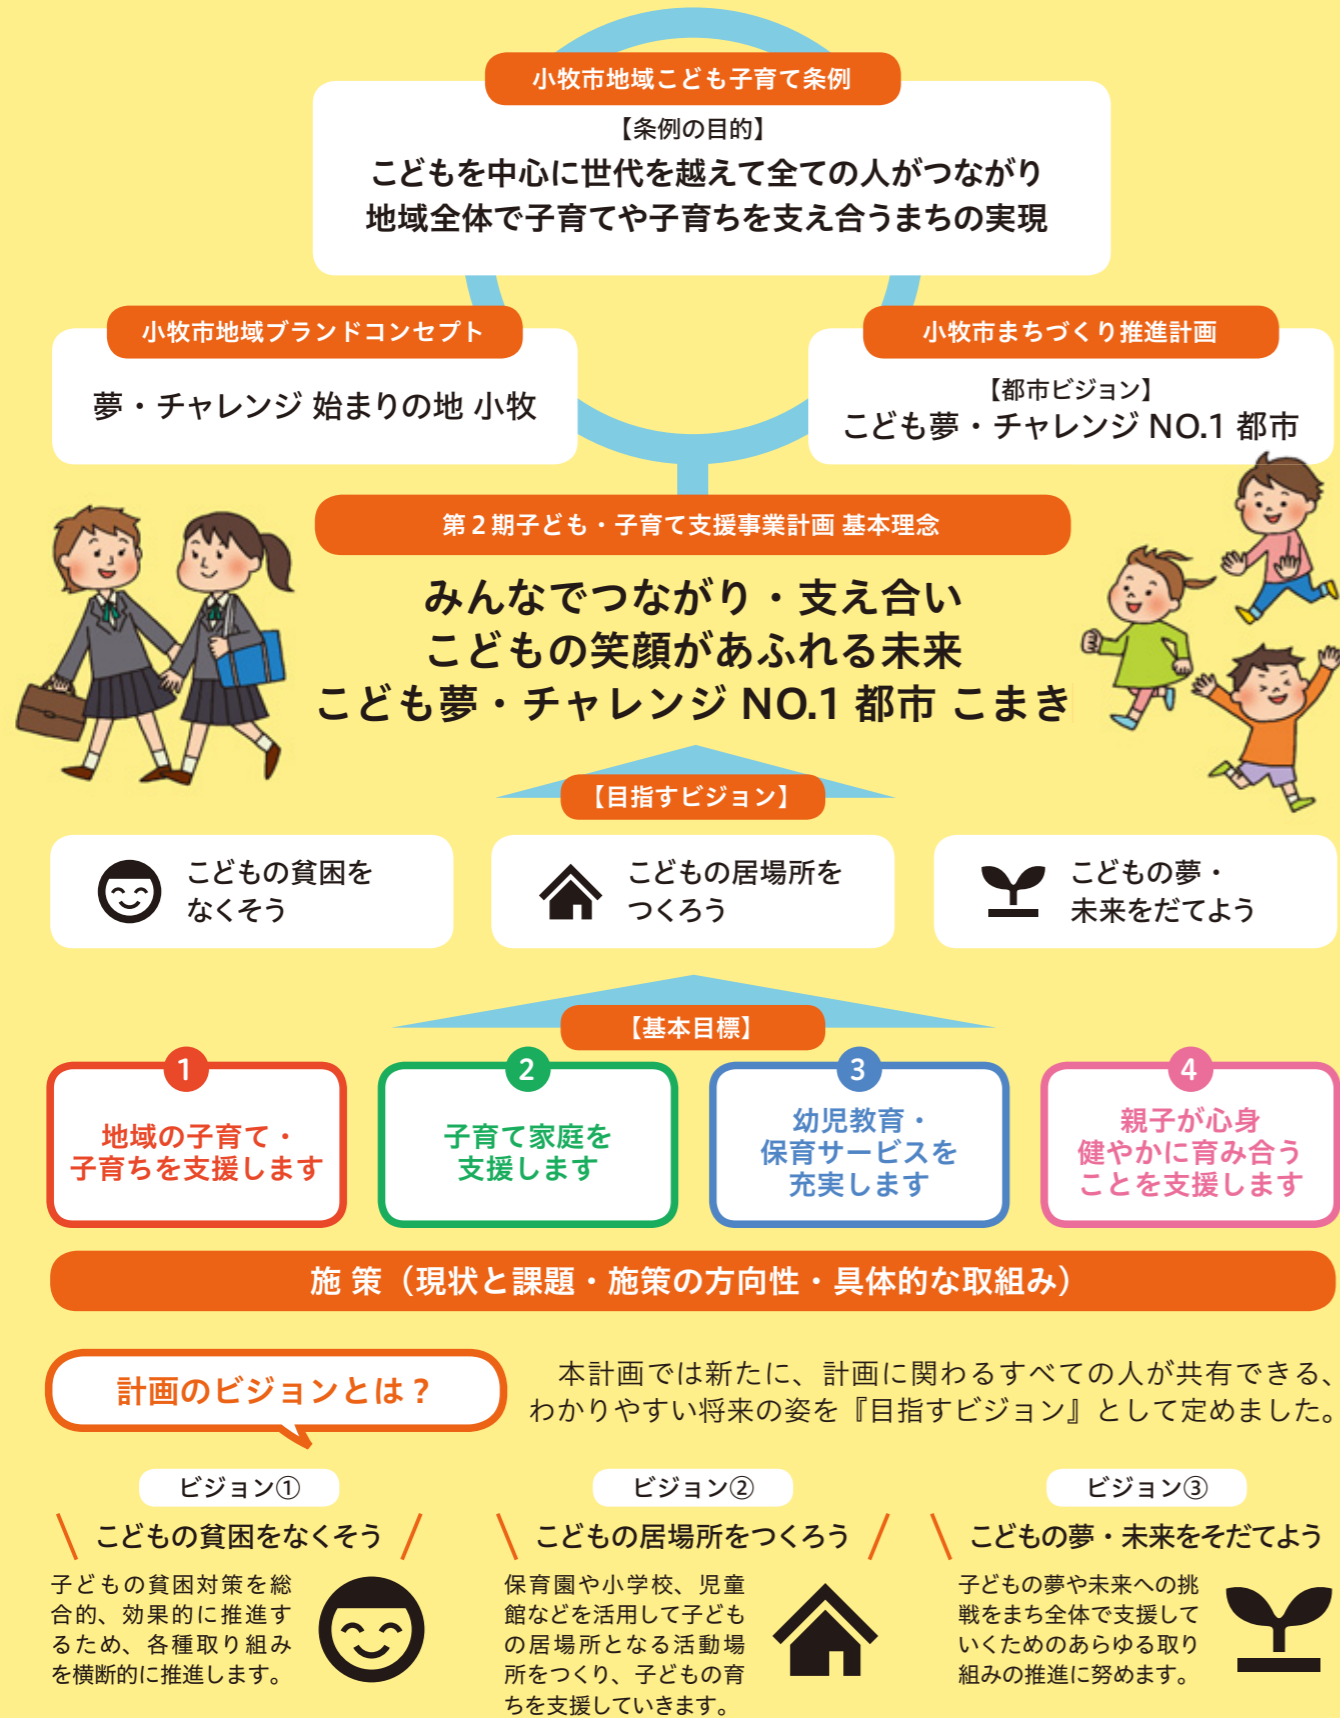 小牧市地域こども子育て条例
【条例の目的】
こどもを中心に世代を越えて全ての人がつながり
地域全体で子育てや子育ちを支え合うまちの実現
小牧市地域ブランドコンセプト
夢・チャレンジ 始まりの地 小牧
小牧市まちづくり推進計画
【都市ビジョン】
こども夢・チャレンジ NO.1 都市
第2期子ども・子育て支援事業計画 基本理念
みんなでつながり・支え合い
こどもの笑顔があふれる未来
こども夢・チャレンジ NO.1 都市 こまき
【目指すビジョン】
こどもの貧困を
なくそう
こどもの居場所を
つくろう
こどもの夢・
未来をだてよう
【基本目標】
1
地域の子育て・
子育ちを支援します
2
子育て家庭を
支援します
3
幼児教育・
保育サービスを
充実します
4
親子が心身
健やかに育み合う
ことを支援します
施 策（現状と課題・施策の方向性・具体的な取組み）
計画のビジョンとは？
本計画では新たに、計画に関わるすべての人が共有できる、
わかりやすい将来の姿を『目指すビジョン』として定めました。
ビジョン①
こどもの貧困をなくそう
子どもの貧困対策を総
合的、効果的に推進す
るため、各種取り組み
を横断的に推進します。
ビジョン②
こどもの居場所をつくろう
保育園や小学校、児童
館などを活用して子ども
の居場所となる活動場
所をつくり、子どもの育
ちを支援していきます。
ビジョン③
こどもの夢・未来をそだてよう
子どもの夢や未来への挑
戦をまち全体で支援して
いくためのあらゆる取り
組みの推進に努めます。